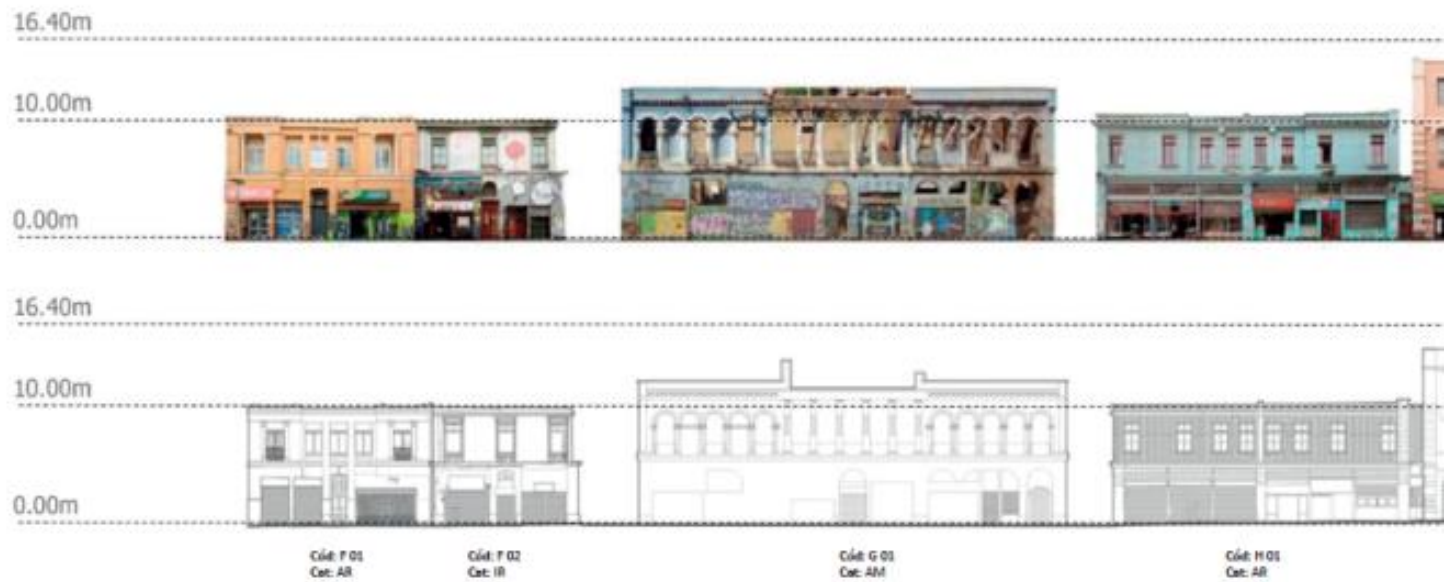 16.40m
10.00m
0.00m
16.40m
10.00m
0.00m
Cód: F 01
Cat: AR
Cód: F 02
Cat: IR
Cód: G 01
Cat: AM
Cód: H 01
Cat: AR